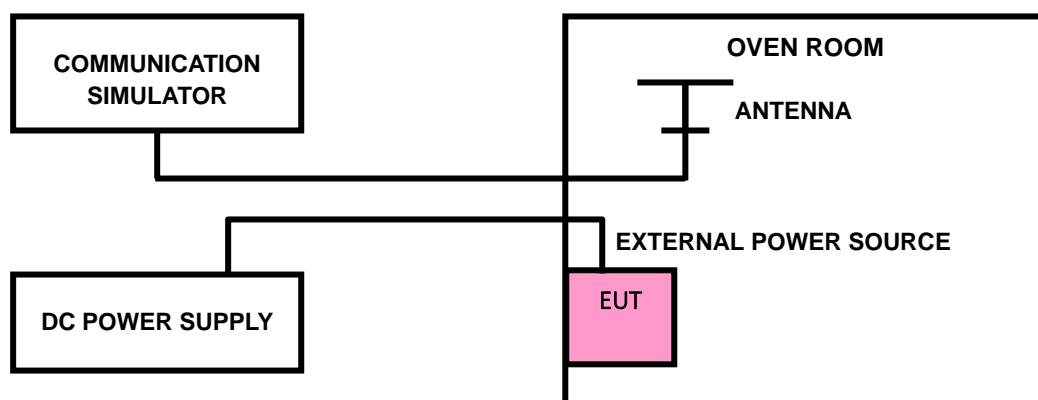 COMMUNICATION
SIMULATOR
OVEN ROOM
ANTENNA
EXTERNAL POWER SOURCE
EUT
DC POWER SUPPLY